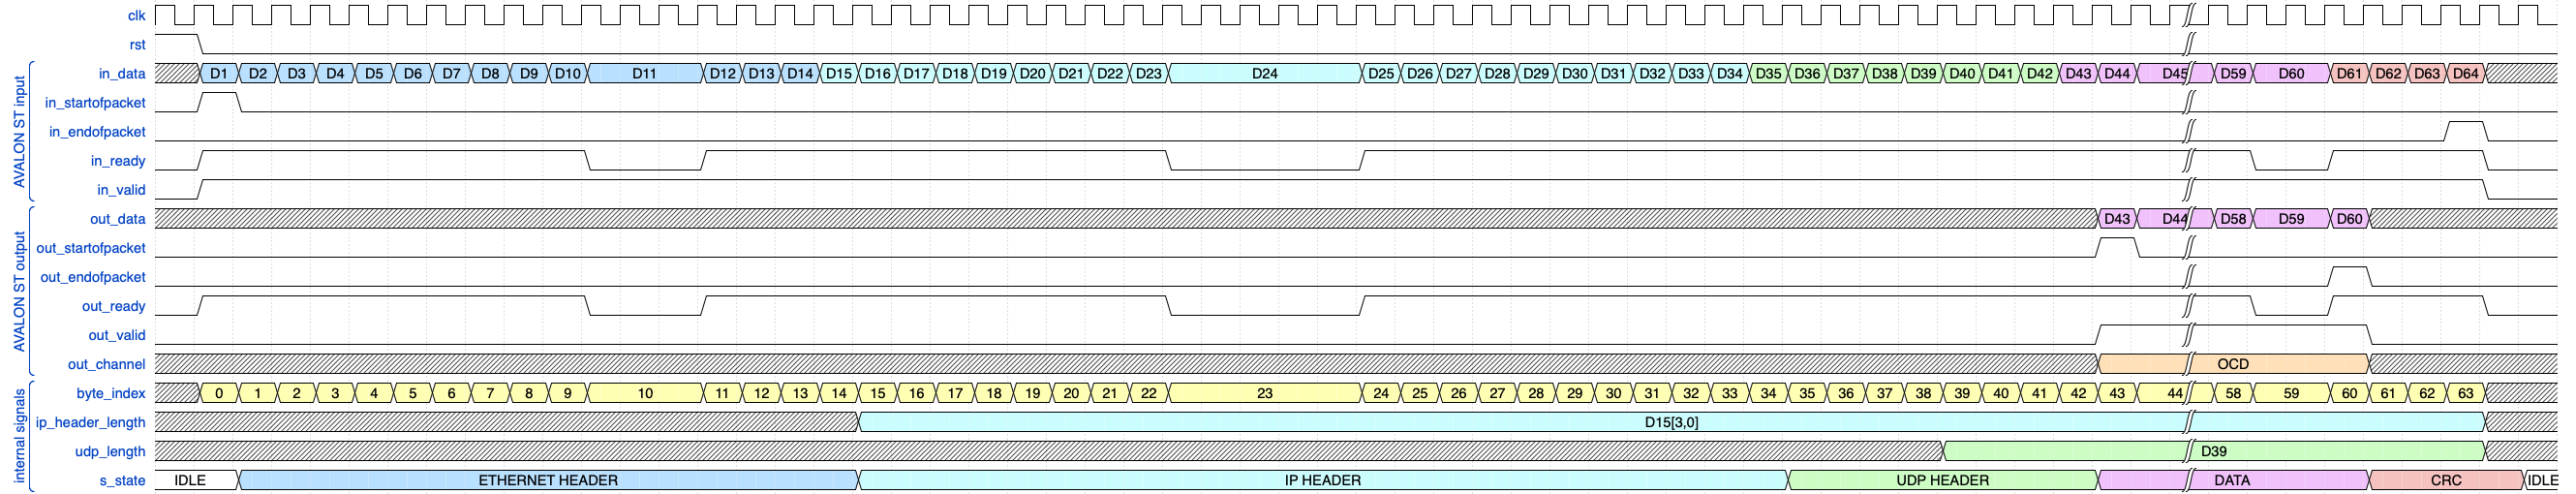 clk
rst
in_data D1 D2 D3 D4 D5 D6 D7 D8 D9 D10 D11 D12 D13 D14 D15 D16 D17 D18 D19 D20 D21 D22 D23 D24 D25 D26 D27 D28 D29 D30 D31 D32 D33 D34 D35 D36 D37 D38 D39 D40 D41 D42 D43 D44 D45 D59 D60 D61 D62 D63 D64
in_startofpacket
in_endofpacket
in_ready
in_valid
AVALON ST input
out_data D43 D44 D58 D59 D60
out_startofpacket
out_endofpacket
out_ready
out_valid
out_channel OCD
AVALON ST output
byte_index 0 1 2 3 4 5 6 7 8 9 10 11 12 13 14 15 16 17 18 19 20 21 22 23 24 25 26 27 28 29 30 31 32 33 34 35 36 37 38 39 40 41 42 43 44 58 59 60 61 62 63
ip_header_length D15[3,0]
udp_length D39
s_state IDLE ETHERNET HEADER IP HEADER UDP HEADER DATA CRC IDLE
internal signals